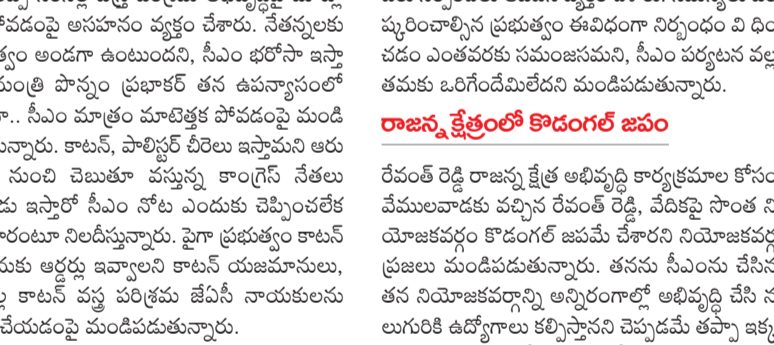 పోవడంపై అసహనం వ్యక్తం చేశారు. నేతన్నలకు
అండగా ఉంటుందని, సీఎం భరోసా ఇస్తా
మంత్రి పొన్నం ప్రభాకర్ తన ఉపన్యాసంలో
.. సీఎం మాత్రం మాటెత్తక పోవడంపై మండి
న్నారు. కాటన్, పాలిస్టర్ చీరెలు ఇస్తామని ఆరు
నుంచి చెబుతూ వస్తున్న కాంగ్రెస్ నేతలు
డు ఇస్తారో సీఎం నోట ఎందుకు చెప్పించలేక
రంటూ నిలదీస్తున్నారు. పైగా ప్రభుత్వం కాటన్
దుకు ఆర్డర్లు ఇవ్వాలని కాటన్ యజమానులు,
ల్ల కాటన్ వస్త్ర పరిశ్రమ జేఏసీ నాయకులను
చేయడంపై మండిపడుతున్నారు.
ష్కరించాల్సిన ప్రభుత్వం ఈవిధంగా నిర్బంధం వి ధిం
చడం ఎంతవరకు సమంజసమని, సీఎం పర్యటన వల్ల
తమకు ఒరిగేందేమిలేదని మండిపడుతున్నారు.
రాజన్న క్షేత్రంలో కొడంగల్ జపం
రేవంత్ రెడ్డి రాజన్న క్షేత్ర అభివృద్ధి కార్యక్రమాల కోసం
వేములవాడకు వచ్చిన రేవంత్ రెడ్డి, వేదికపై సొంత ని
యోజకవర్గం కొడంగల్ జపమే చేశారని నియోజకవర్గ
ప్రజలు మండిపడుతున్నారు. తనను సీఎంను చేసిన
తన నియోజకవర్గాన్ని అన్నిరంగాల్లో అభివృద్ధి చేసి న
లుగురికి ఉద్యోగాలు కల్పిస్తానని చెప్పడమే తప్పా ఇక్క